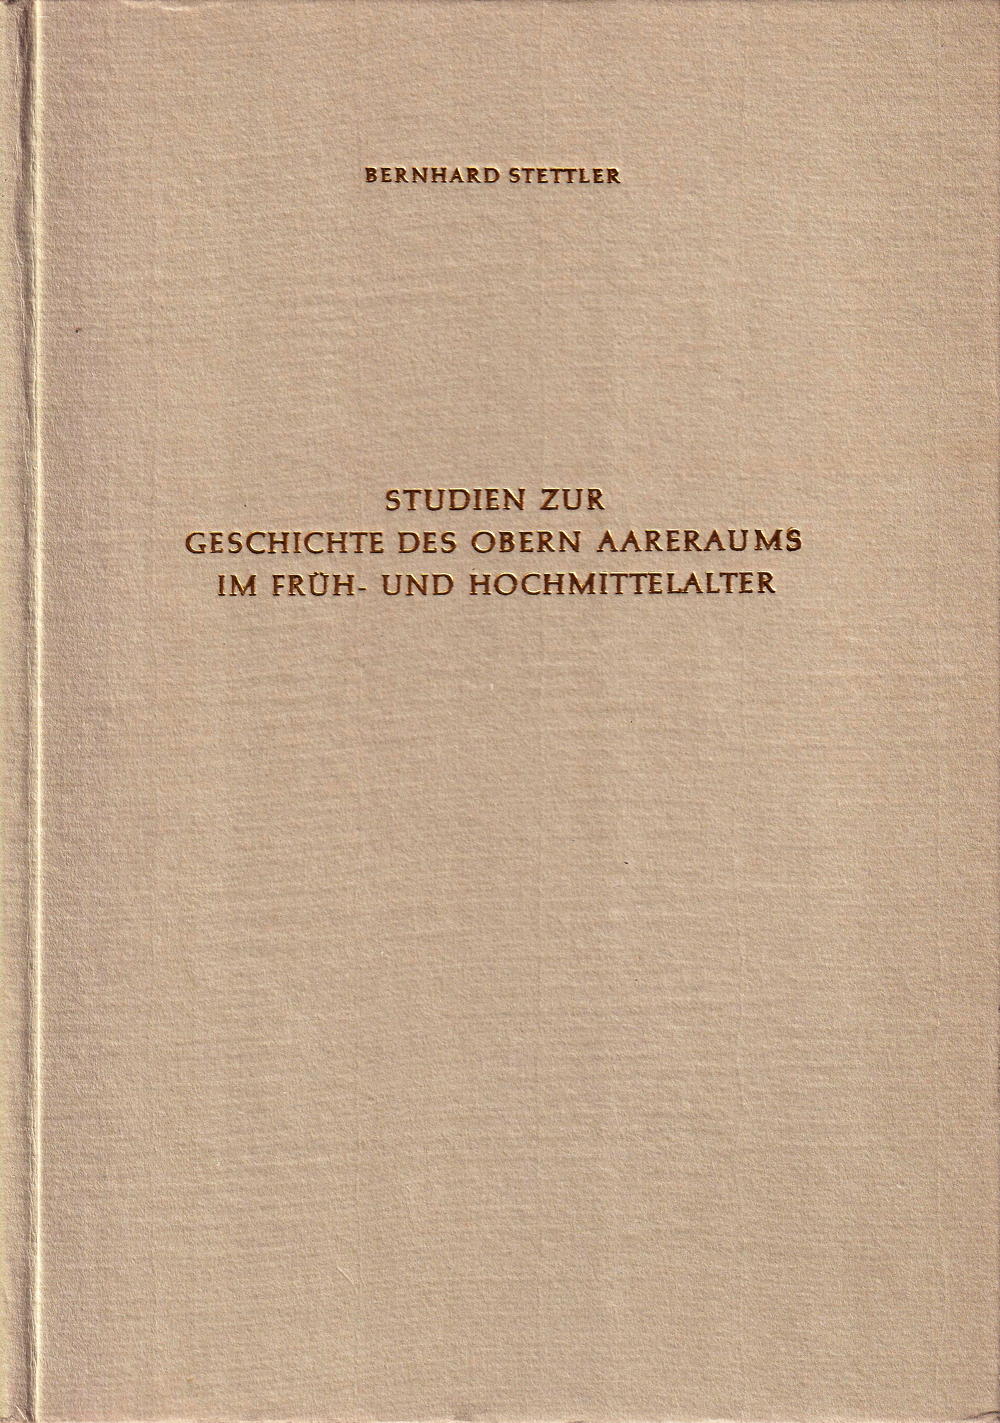 BERNHARD STETTLER
STUDIEN ZUR
GESCHICHTE DES OBERN AARERAUMS
IM FRÜH- UND HOCHMITTELALTER